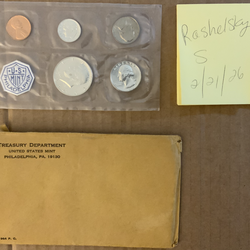 Rashelsky
S
2/21/26
TREASURY DEPARTMENT
UNITED STATES MINT
PHILADELPHIA, PA. 19130